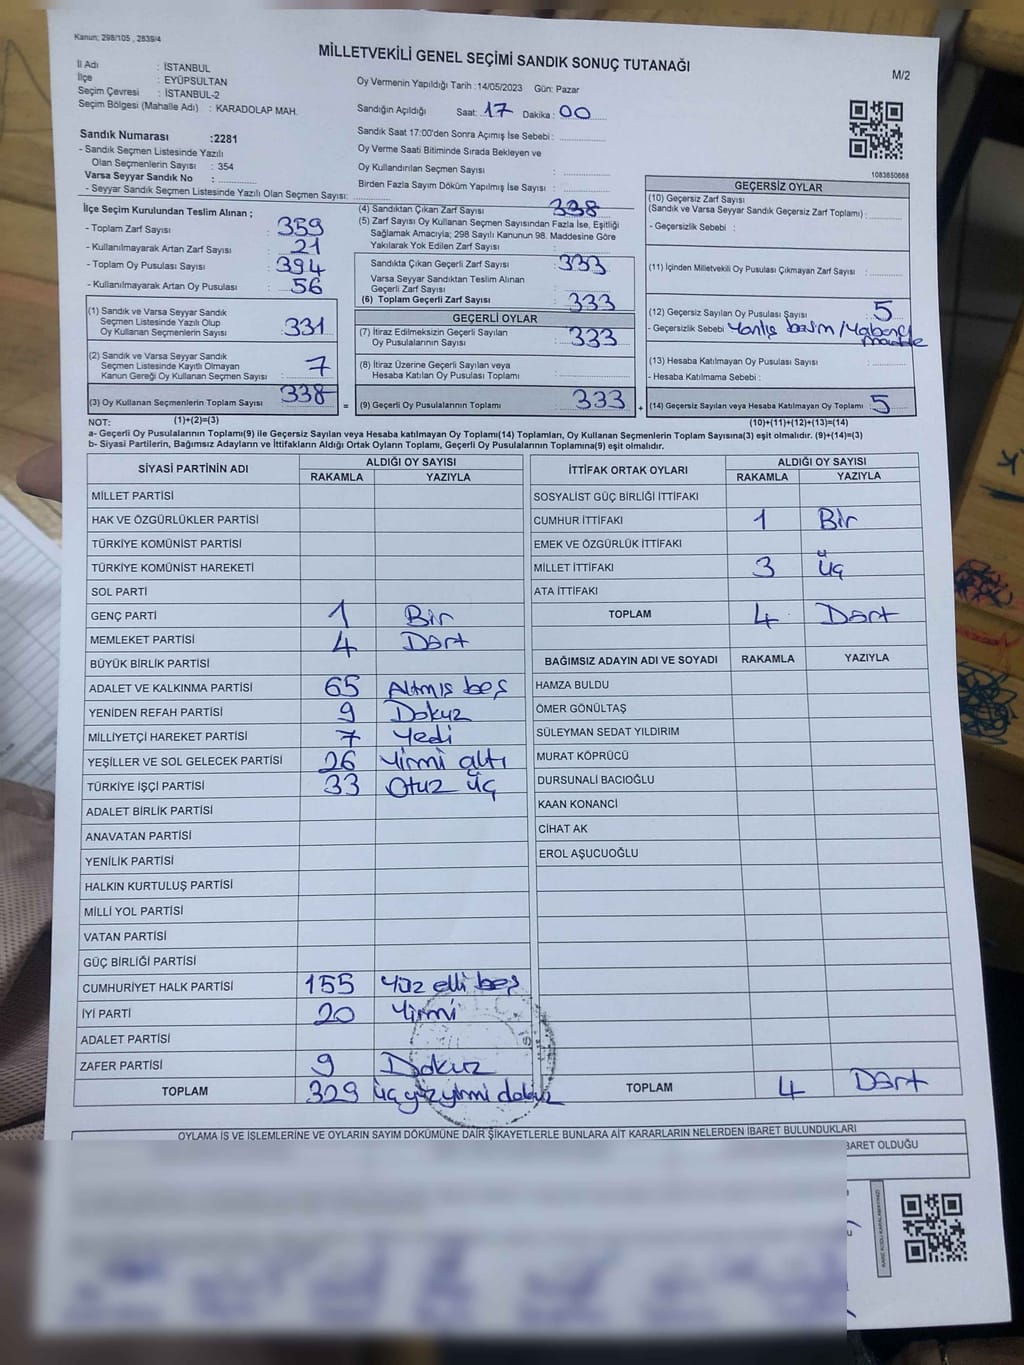 Kanun; 298/105 , 2839/4
MİLLETVEKİLİ GENEL SEÇİMİ SANDIK SONUÇ TUTANAĞI
M/2
İl Adı : İSTANBUL
İlçe : EYÜPSULTAN
Seçim Çevresi : İSTANBUL-2
Seçim Bölgesi (Mahalle Adı) : KARADOLAP MAH.
Oy Vermenin Yapıldığı Tarih :14/05/2023 Gün: Pazar
Sandığın Açıldığı Saat: 17 Dakika : 00
Sandık Saat 17:00'den Sonra Açımış İse Sebebi :
Oy Verme Saati Bitiminde Sırada Bekleyen ve
Oy Kullandırılan Seçmen Sayısı :
Birden Fazla Sayım Döküm Yapılmış İse Sayısı :
Sandık Numarası :2281
- Sandık Seçmen Listesinde Yazılı
Olan Seçmenlerin Sayısı : 354
Varsa Seyyar Sandık No :
- Seyyar Sandık Seçmen Listesinde Yazılı Olan Seçmen Sayısı:
1083650668
İlçe Seçim Kurulundan Teslim Alınan ;
- Toplam Zarf Sayısı : 359
- Kullanılmayarak Artan Zarf Sayısı : 21
- Toplam Oy Pusulası Sayısı : 394
- Kullanılmayarak Artan Oy Pusulası : 56
(1) Sandık ve Varsa Seyyar Sandık
Seçmen Listesinde Yazılı Olup
Oy Kullanan Seçmenlerin Sayısı : 331
(2) Sandık ve Varsa Seyyar Sandık
Seçmen Listesinde Kayıtlı Olmayan
Kanun Gereği Oy Kullanan Seçmen Sayısı : 7
(3) Oy Kullanan Seçmenlerin Toplam Sayısı : 338
(1)+(2)=(3)
(4) Sandıktan Çıkan Zarf Sayısı : 338
(5) Zarf Sayısı Oy Kullanan Seçmen Sayısından Fazla İse, Eşitliği
Sağlamak Amacıyla; 298 Sayılı Kanunun 98. Maddesine Göre
Yakılarak Yok Edilen Zarf Sayısı :
Sandıkta Çıkan Geçerli Zarf Sayısı : 333
Varsa Seyyar Sandıktan Teslim Alınan
Geçerli Zarf Sayısı :
(6) Toplam Geçerli Zarf Sayısı : 333
GEÇERLİ OYLAR
(7) İtiraz Edilmeksizin Geçerli Sayılan
Oy Pusulalarının Sayısı : 333
(8) İtiraz Üzerine Geçerli Sayılan veya
Hesaba Katılan Oy Pusulası Toplamı :
= (9) Geçerli Oy Pusulalarının Toplamı : 333 +
GEÇERSİZ OYLAR
(10) Geçersiz Zarf Sayısı
(Sandık ve Varsa Seyyar Sandık Geçersiz Zarf Toplamı) :
- Geçersizlik Sebebi :
(11) İçinden Milletvekili Oy Pusulası Çıkmayan Zarf Sayısı :
(12) Geçersiz Sayılan Oy Pusulası Sayısı : 5
- Geçersizlik Sebebi Yanlış basım/Yabancı madde
(13) Hesaba Katılmayan Oy Pusulası Sayısı :
- Hesaba Katılmama Sebebi :
(14) Geçersiz Sayılan veya Hesaba Katılmayan Oy Toplamı : 5
(10)+(11)+(12)+(13)=(14)
NOT:
a- Geçerli Oy Pusulalarının Toplamı(9) ile Geçersiz Sayılan veya Hesaba katılmayan Oy Toplamı(14) Toplamları, Oy Kullanan Seçmenlerin Toplam Sayısına(3) eşit olmalıdır. (9)+(14)=(3)
b- Siyasi Partilerin, Bağımsız Adayların ve İttifakların Aldığı Ortak Oyların Toplamı, Geçerli Oy Pusulalarının Toplamına(9) eşit olmalıdır.
SİYASİ PARTİNİN ADI ALDIĞI OY SAYISI
RAKAMLA YAZIYLA
MİLLET PARTİSİ
HAK VE ÖZGÜRLÜKLER PARTİSİ
TÜRKİYE KOMÜNİST PARTİSİ
TÜRKİYE KOMÜNİST HAREKETİ
SOL PARTİ
GENÇ PARTİ 1 Bir
MEMLEKET PARTİSİ 4 Dört
BÜYÜK BİRLİK PARTİSİ
ADALET VE KALKINMA PARTİSİ 65 Altmış beş
YENİDEN REFAH PARTİSİ 9 Dokuz
MİLLİYETÇİ HAREKET PARTİSİ 7 Yedi
YEŞİLLER VE SOL GELECEK PARTİSİ 26 Yirmi altı
TÜRKİYE İŞÇİ PARTİSİ 33 Otuz üç
ADALET BİRLİK PARTİSİ
ANAVATAN PARTİSİ
YENİLİK PARTİSİ
HALKIN KURTULUŞ PARTİSİ
MİLLİ YOL PARTİSİ
VATAN PARTİSİ
GÜÇ BİRLİĞİ PARTİSİ
CUMHURİYET HALK PARTİSİ 155 Yüz elli beş
İYİ PARTİ 20 Yirmi
ADALET PARTİSİ
ZAFER PARTİSİ 9 Dokuz
TOPLAM 329 üç yüz yirmi dokuz
İTTİFAK ORTAK OYLARI ALDIĞI OY SAYISI
RAKAMLA YAZIYLA
SOSYALİST GÜÇ BİRLİĞİ İTTİFAKI
CUMHUR İTTİFAKI 1 Bir
EMEK VE ÖZGÜRLÜK İTTİFAKI
MİLLET İTTİFAKI 3 üç
ATA İTTİFAKI
TOPLAM 4 Dört
BAĞIMSIZ ADAYIN ADI VE SOYADI RAKAMLA YAZIYLA
HAMZA BULDU
ÖMER GÖNÜLTAŞ
SÜLEYMAN SEDAT YILDIRIM
MURAT KÖPRÜCÜ
DURSUNALİ BACIOĞLU
KAAN KONANCİ
CİHAT AK
EROL AŞUCUOĞLU
TOPLAM 4 Dört
OYLAMA İŞ VE İŞLEMLERİNE VE OYLARIN SAYIM DÖKÜMÜNE DAİR ŞİKAYETLERLE BUNLARA AİT KARARLARIN NELERDEN İBARET BULUNDUKLARI
BARET OLDUĞU